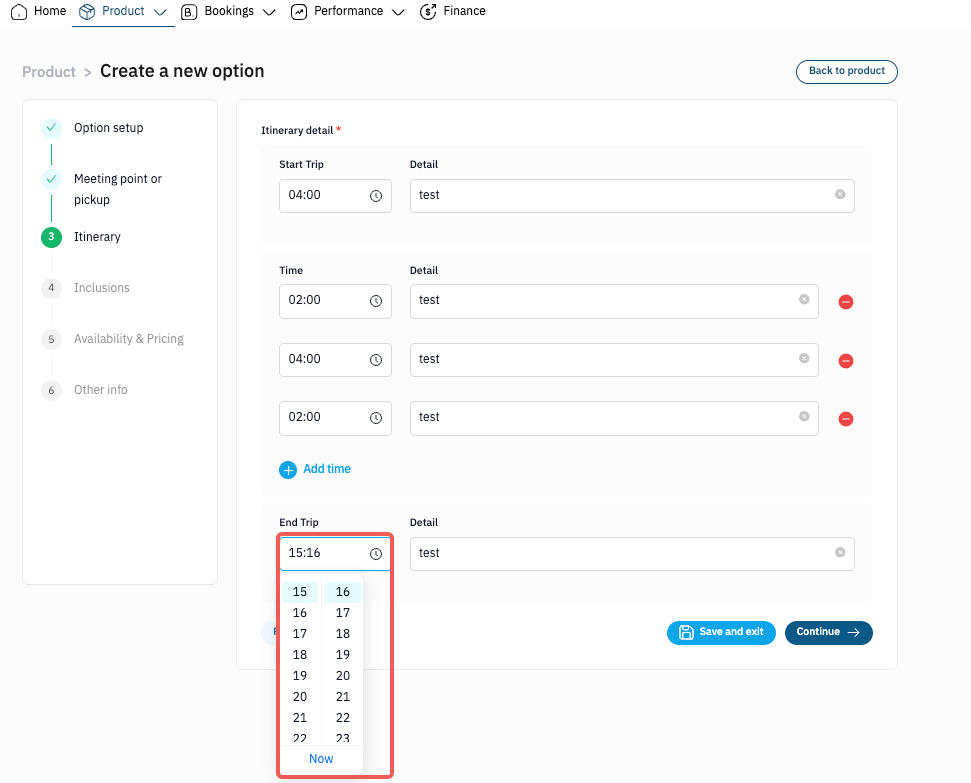 Home Product Bookings Performance Finance
Product > Create a new option
Back to product
Option setup
Meeting point or
pickup
3 Itinerary
4 Inclusions
5 Availability & Pricing
6 Other info
Itinerary detail *
Start Trip Detail
04:00 test
Time Detail
02:00 test
04:00 test
02:00 test
Add time
End Trip Detail
15:16 test
15 16
16 17
17 18
18 19
19 20
20 21
21 22
22 23
Now
Save and exit Continue